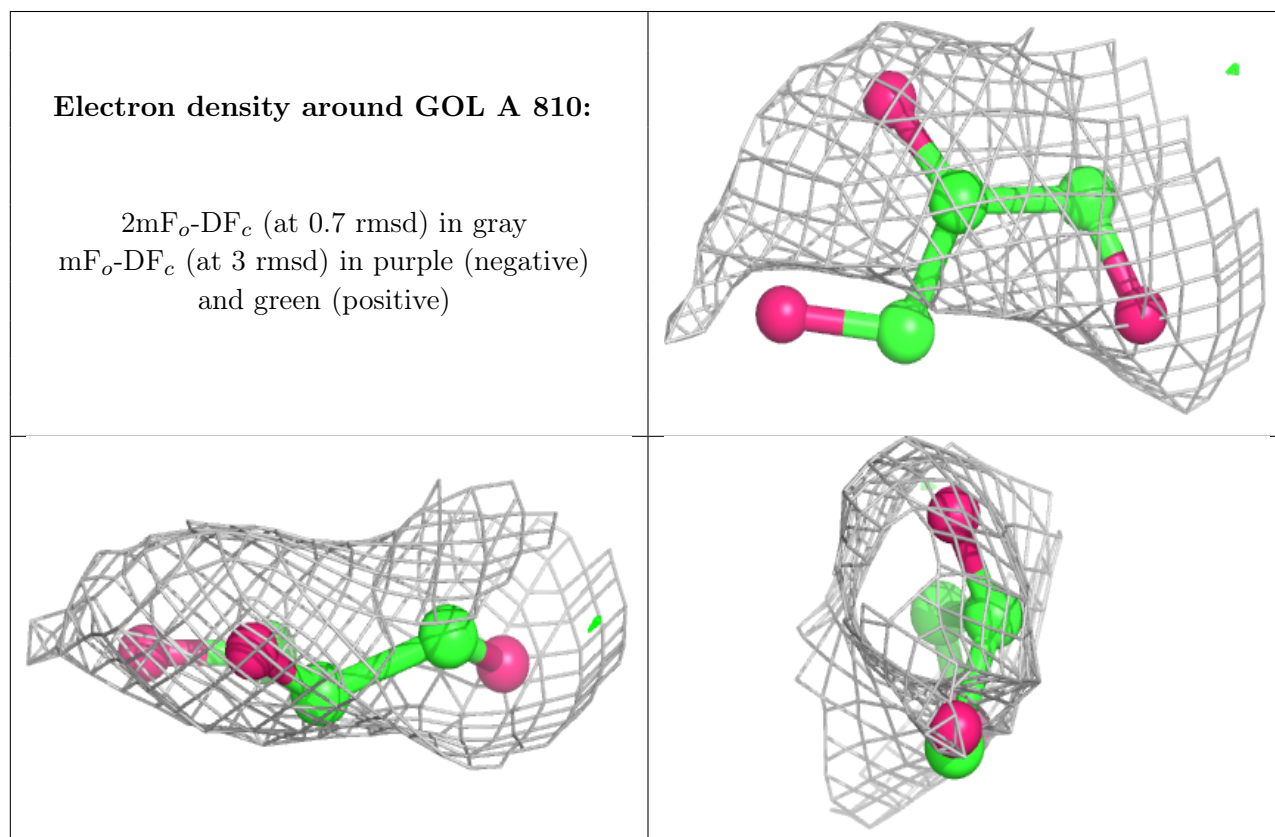 Electron density around GOL A 810:
2mFo-DFc (at 0.7 rmsd) in gray
mFo-DFc (at 3 rmsd) in purple (negative)
and green (positive)